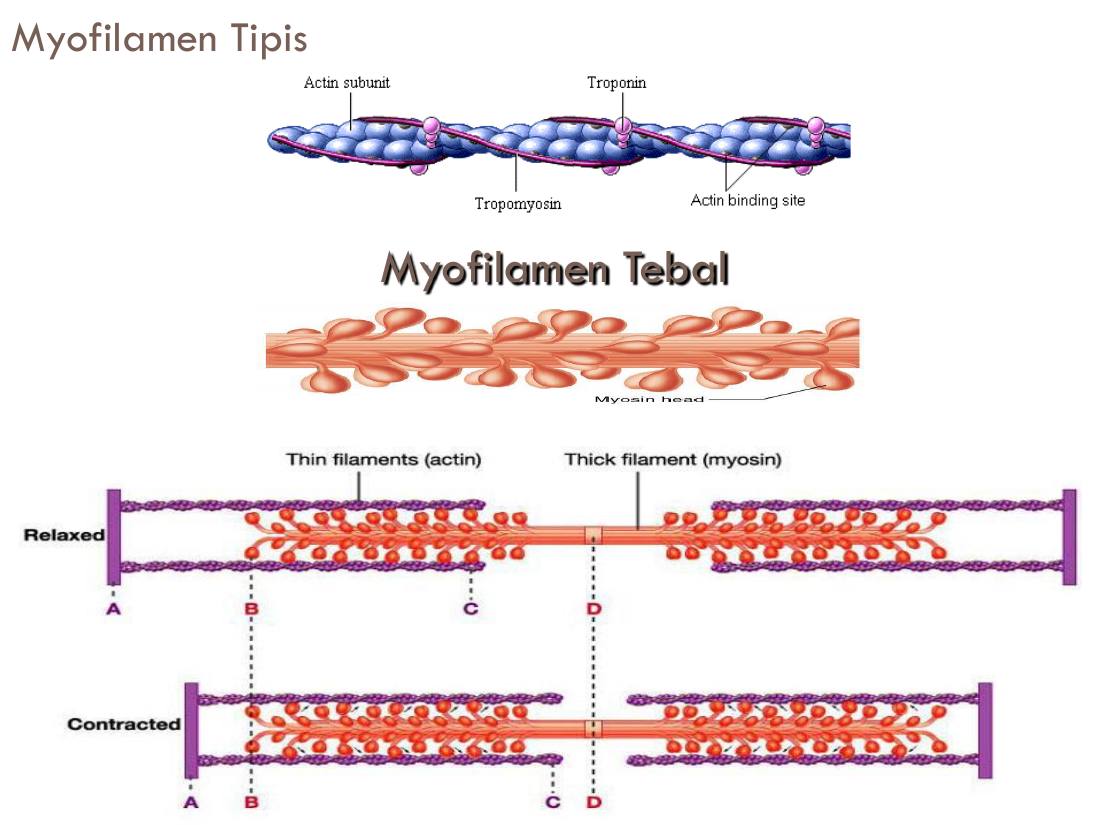 Myofilamen Tipis
Actin subunit
Troponin
Tropomyosin
Actin binding site
Myofilamen Tebal
Myosin head
Thin filaments (actin)
Thick filament (myosin)
Relaxed
A
B
C
D
Contracted
A
B
C
D